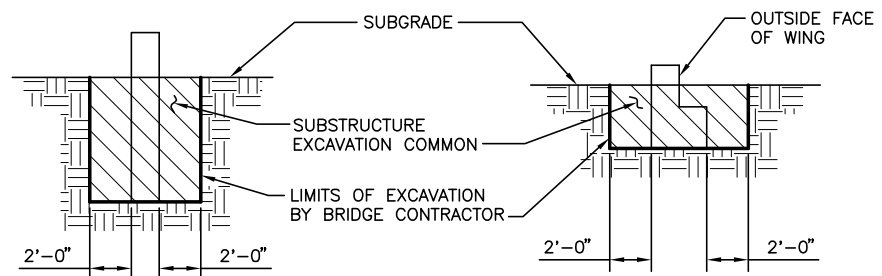 SUBGRADE
OUTSIDE FACE
OF WING
SUBSTRUCTURE
EXCAVATION COMMON
LIMITS OF EXCAVATION
BY BRIDGE CONTRACTOR
2'-0"
2'-0"
2'-0"
2'-0"